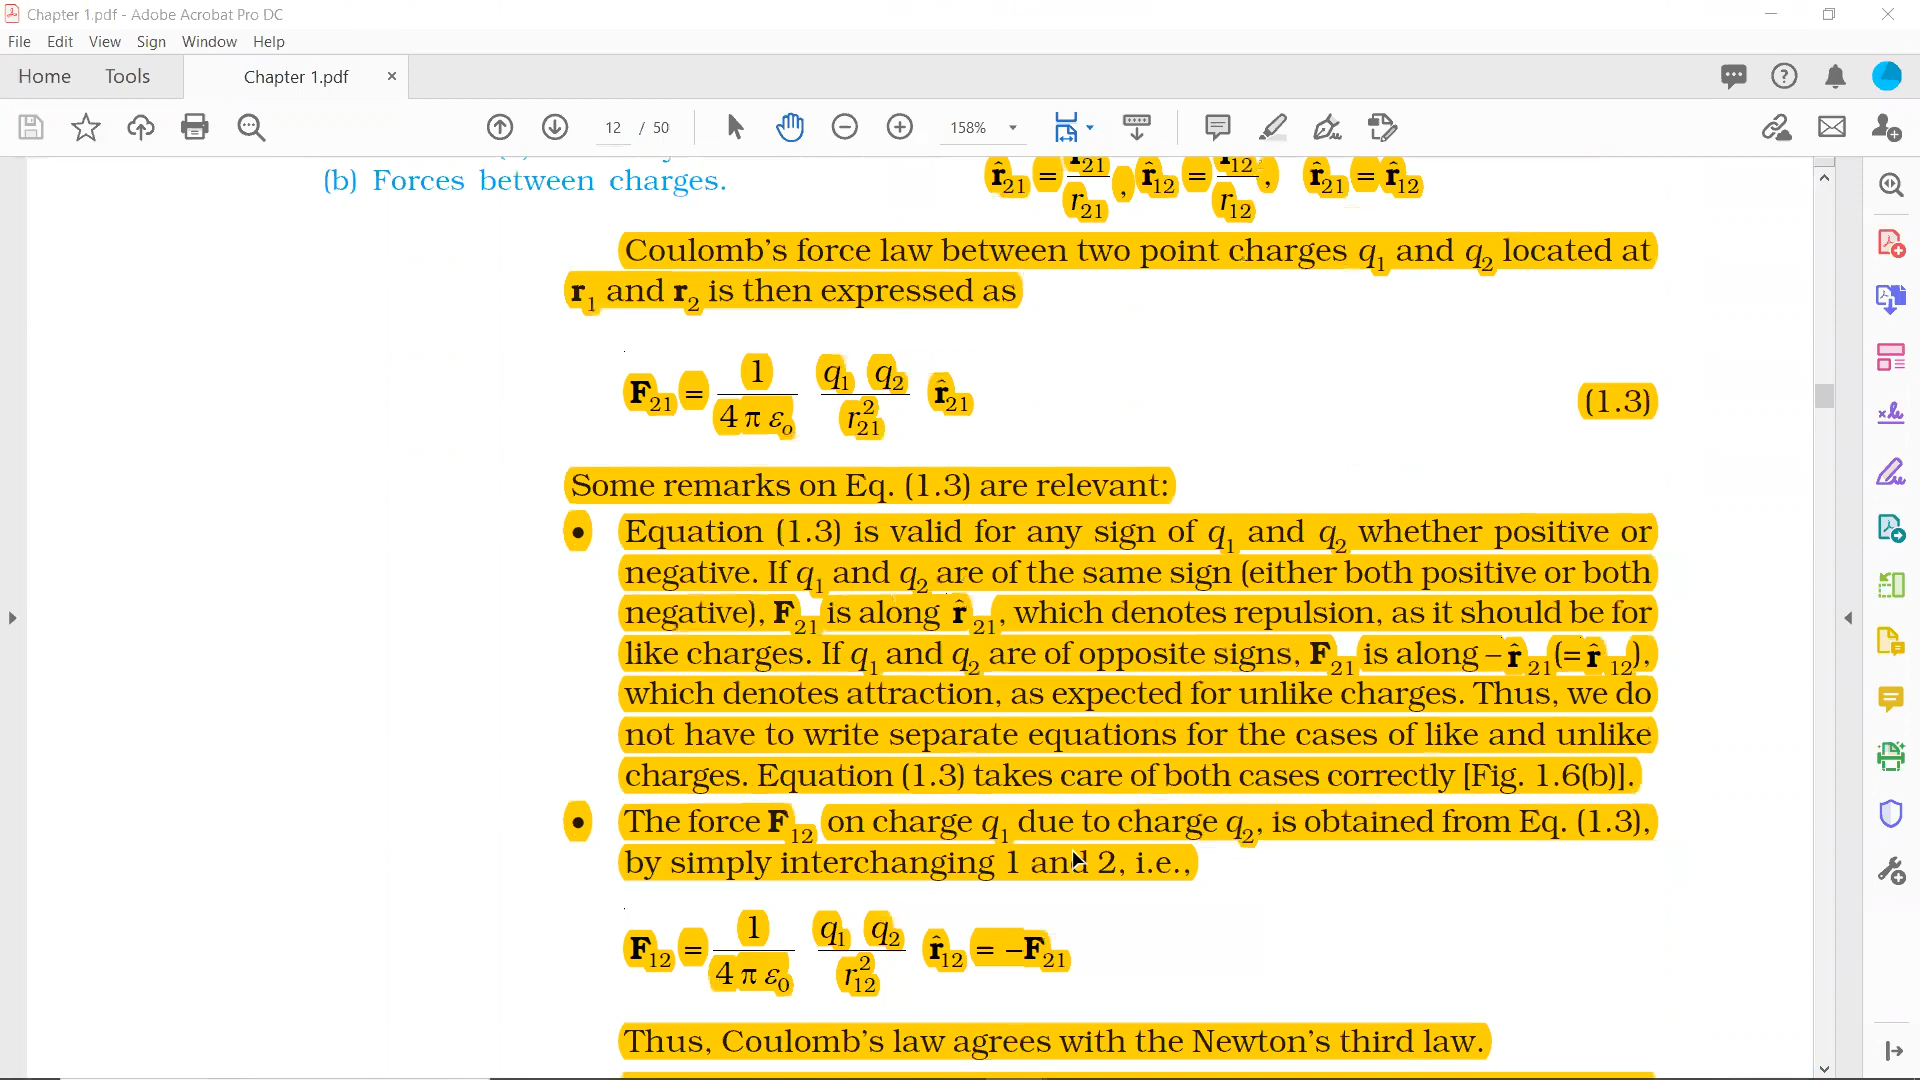 Chapter 1.pdf - Adobe Acrobat Pro DC
File Edit View Sign Window Help
Home Tools Chapter 1.pdf ×
12 / 50 158%
(b) Forces between charges.
r̂21 = r21/r21, r̂12 = r12/r12, r̂21 = r̂12
Coulomb's force law between two point charges q1 and q2 located at
r1 and r2 is then expressed as
F21 = 1/4 π εo q1 q2/r²21 r̂21 (1.3)
Some remarks on Eq. (1.3) are relevant:
• Equation (1.3) is valid for any sign of q1 and q2 whether positive or
negative. If q1 and q2 are of the same sign (either both positive or both
negative), F21 is along r̂21, which denotes repulsion, as it should be for
like charges. If q1 and q2 are of opposite signs, F21 is along – r̂21(= r̂12),
which denotes attraction, as expected for unlike charges. Thus, we do
not have to write separate equations for the cases of like and unlike
charges. Equation (1.3) takes care of both cases correctly [Fig. 1.6(b)].
• The force F12 on charge q1 due to charge q2, is obtained from Eq. (1.3),
by simply interchanging 1 and 2, i.e.,
F12 = 1/4 π ε0 q1 q2/r²12 r̂12 = –F21
Thus, Coulomb's law agrees with the Newton's third law.